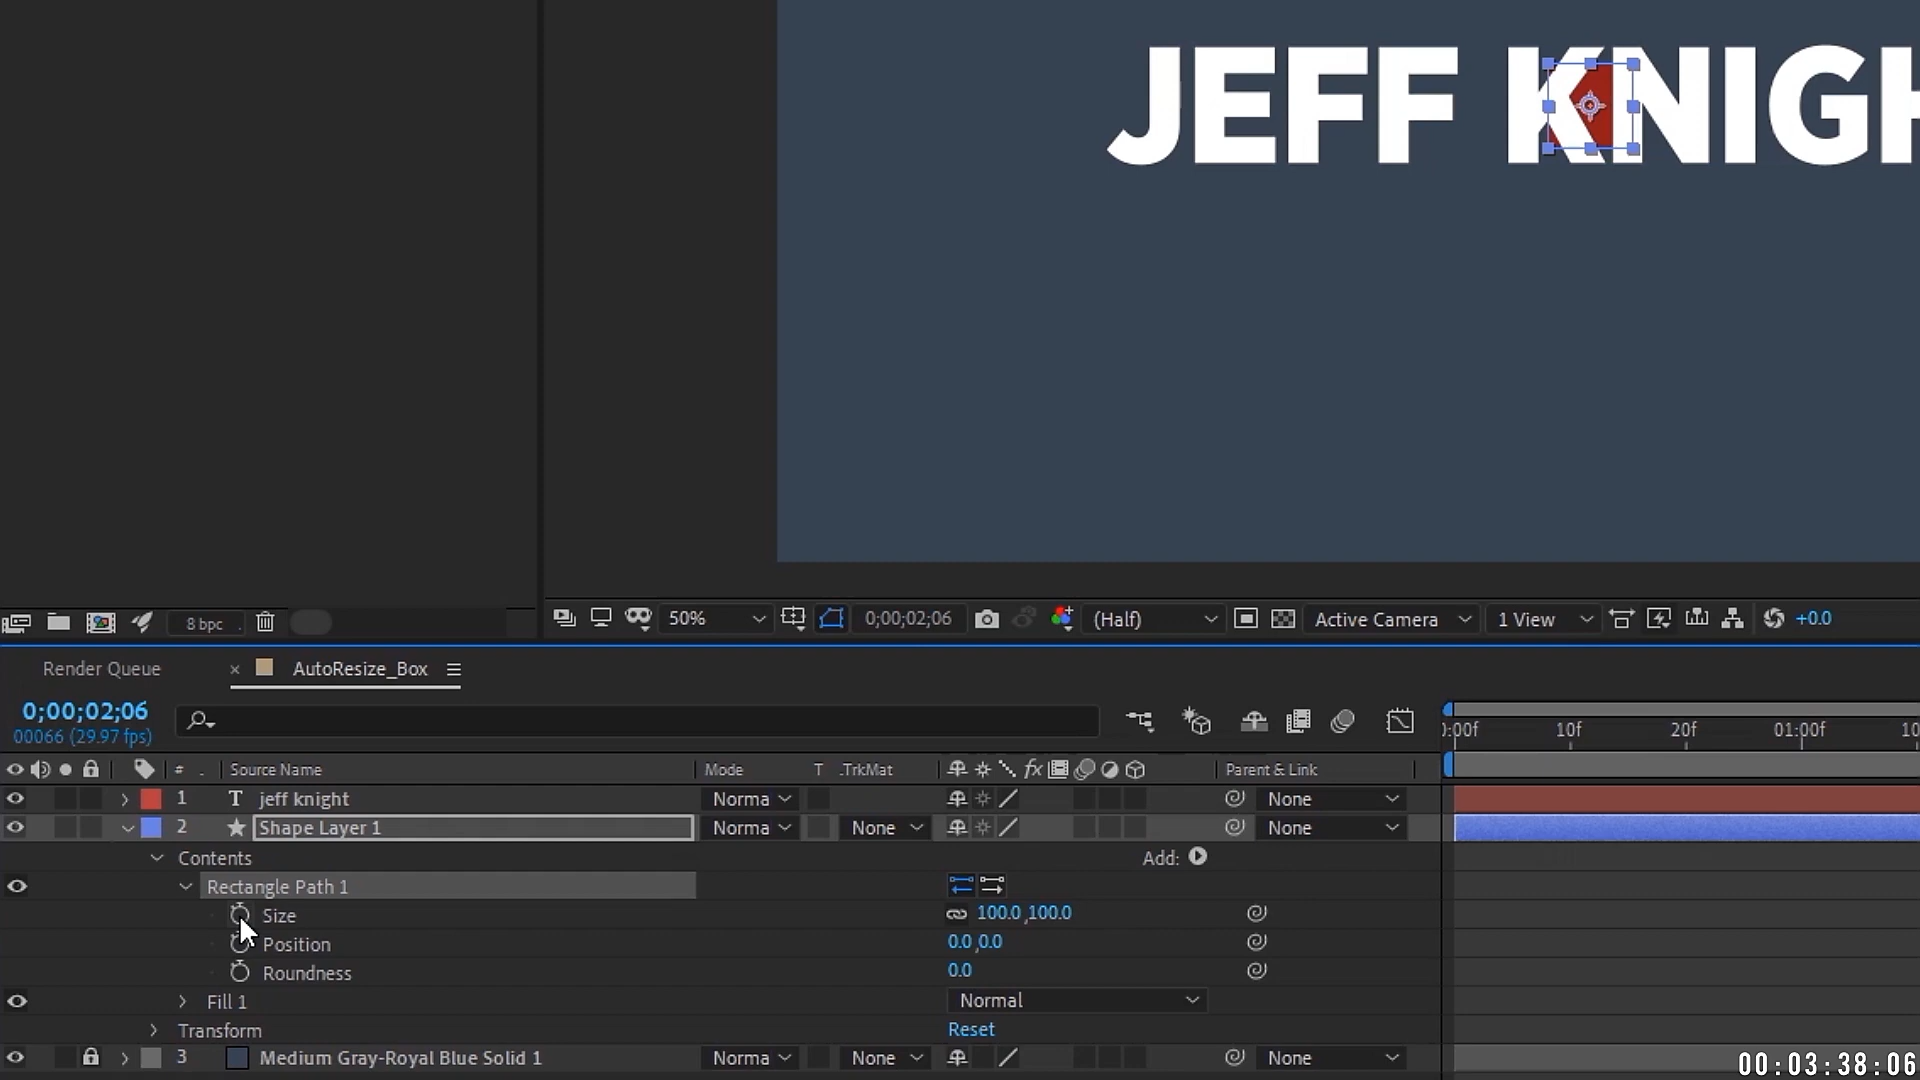 JEFF KNIGH
8 bpc
50%
0;00;02;06
(Half)
Active Camera
1 View
+0.0
Render Queue
× AutoResize_Box
0;00;02;06
00066 (29.97 fps)
):00f 10f 20f 01:00f 10
# . Source Name Mode T .TrkMat fx Parent & Link
1 T jeff knight Norma None
2 Shape Layer 1 Norma None None
Contents Add:
Rectangle Path 1
Size 100.0,100.0
Position 0.0,0.0
Roundness 0.0
Fill 1 Normal
Transform Reset
3 Medium Gray-Royal Blue Solid 1 Norma None None
00:03:38:06